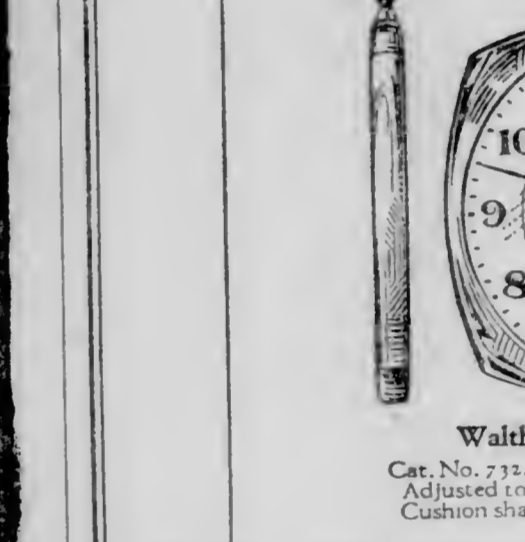 10
9
8
Walth
Cat. No. 732.
Adjusted to
Cushion sha